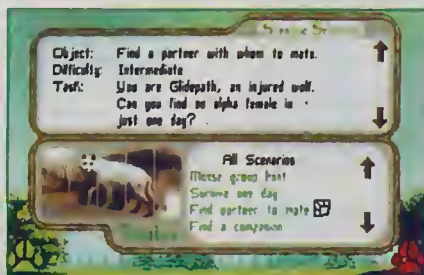 Object: Find a partner with whom to mate.
Difficulty: Intermediate
Task: You are Glidepath, an injured wolf.
Can you find an alpha female in
just one day?
All Scenarios
Moose group hunt
Survive one day
Find partner to mate
Find a companion